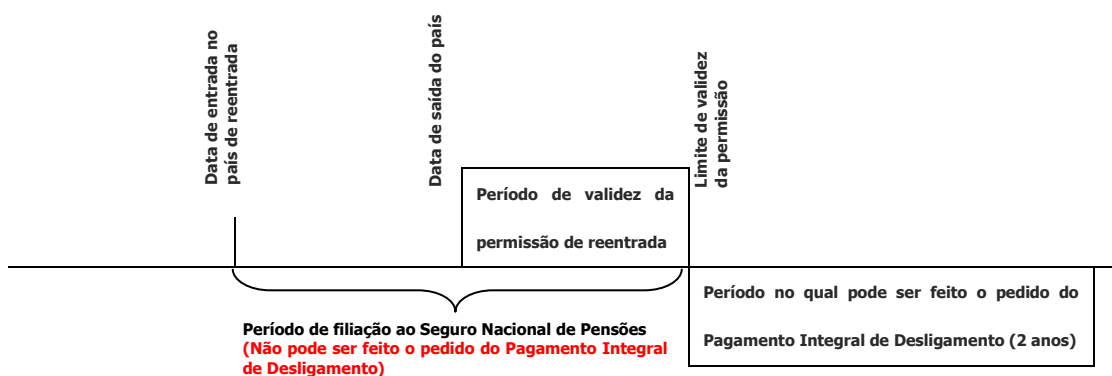 Data de entrada no
país de reentrada
Data de saída do país
Limite de validez
da permissão
Período de validez da
permissão de reentrada
Período de filiação ao Seguro Nacional de Pensões
(Não pode ser feito o pedido do Pagamento Integral
de Desligamento)
Período no qual pode ser feito o pedido do
Pagamento Integral de Desligamento (2 anos)